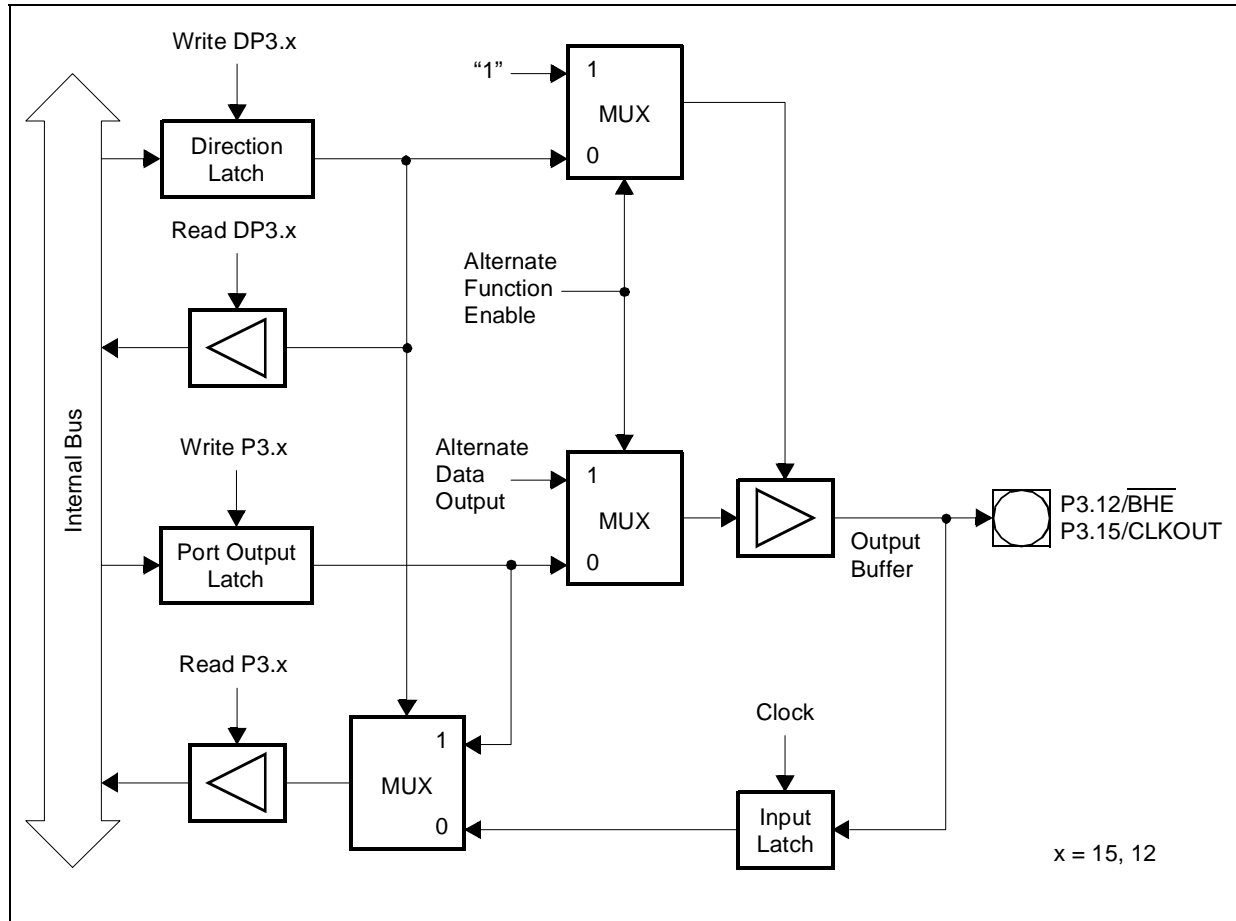 Write DP3.x
“1”
1
MUX
0
Direction
Latch
Read DP3.x
Alternate
Function
Enable
Internal Bus
Write P3.x
Alternate
Data
Output
1
MUX
0
P3.12/BHE
P3.15/CLKOUT
Output
Buffer
Port Output
Latch
Read P3.x
Clock
1
MUX
0
Input
Latch
x = 15, 12